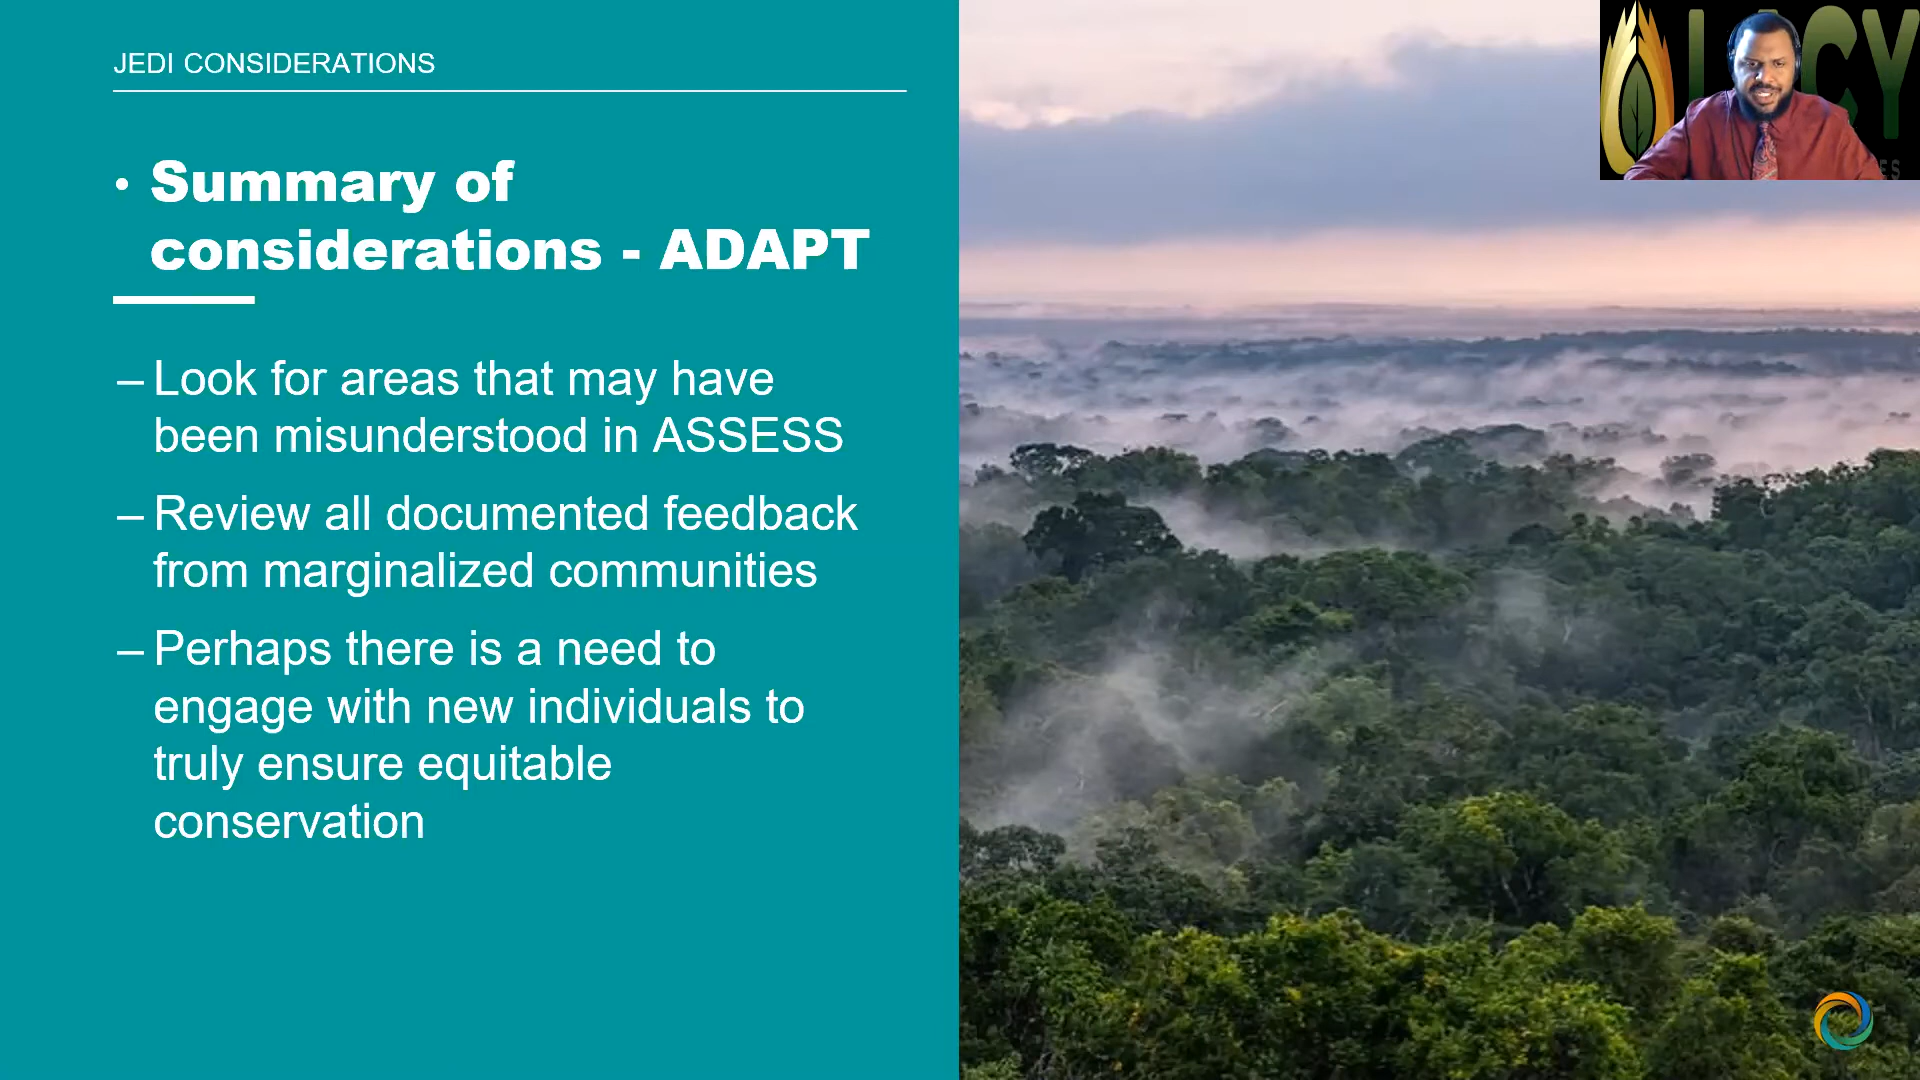 JEDI CONSIDERATIONS
• Summary of
considerations - ADAPT
– Look for areas that may have
been misunderstood in ASSESS
– Review all documented feedback
from marginalized communities
– Perhaps there is a need to
engage with new individuals to
truly ensure equitable
conservation